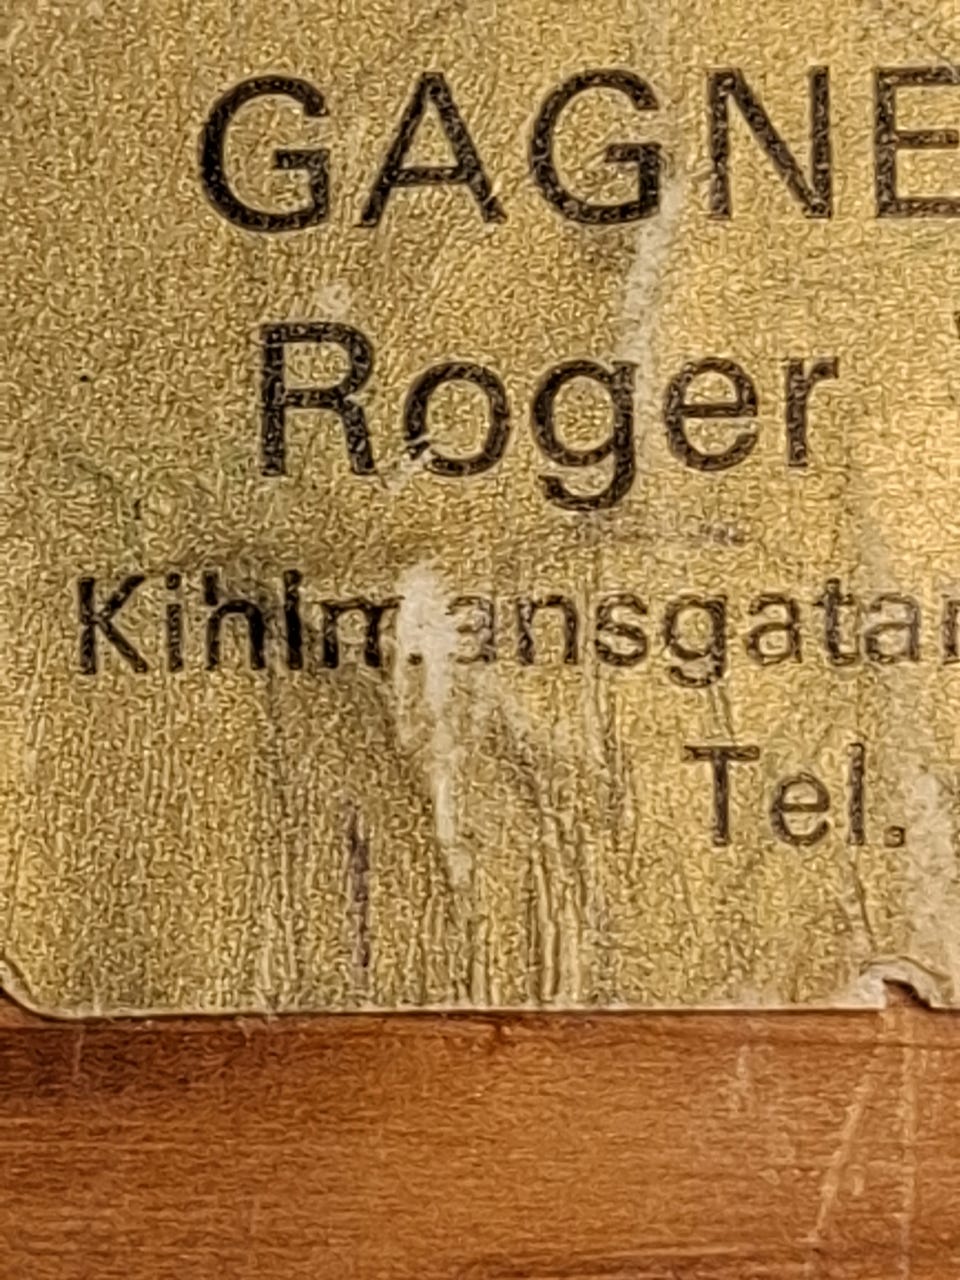 GAGNE
Roger
Kihlmansgatan
Tel.